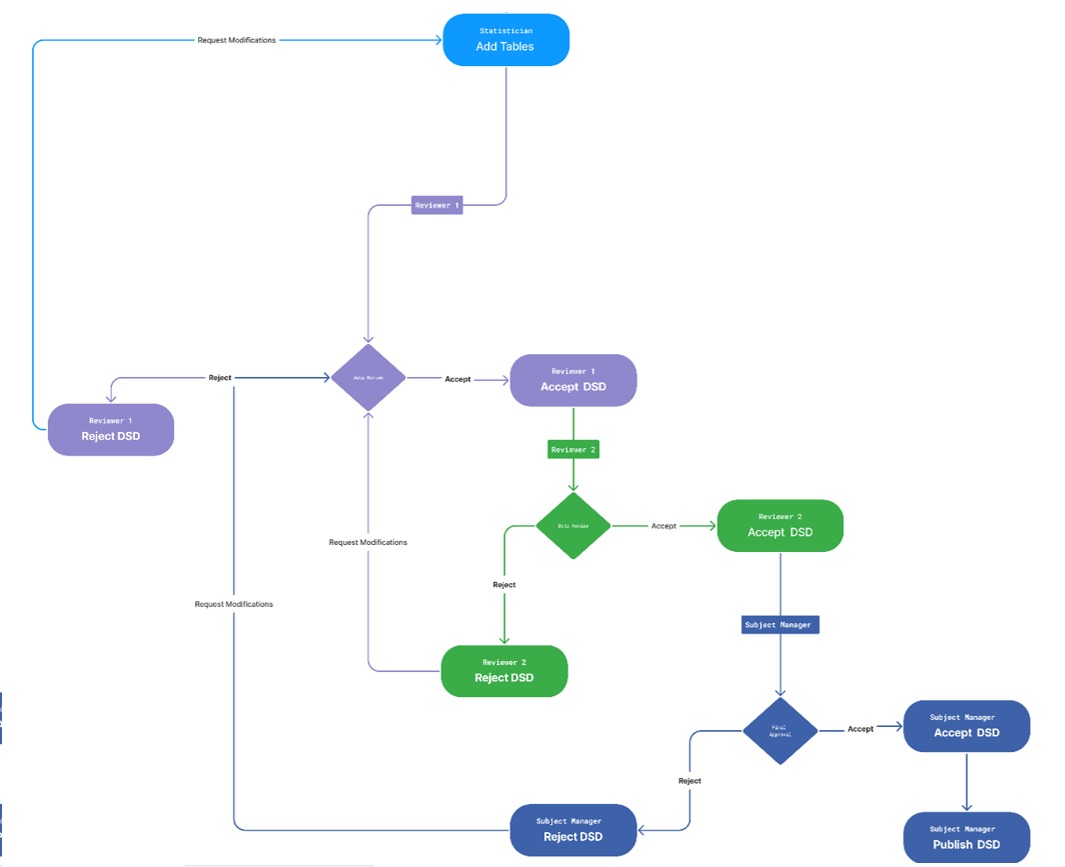 Request Modifications
Statistician
Add Tables
Reviewer 1
Reject
Data Review
Accept
Reviewer 1
Accept DSD
Reviewer 1
Reject DSD
Reviewer 2
Data Review
Accept
Reviewer 2
Accept DSD
Request Modifications
Reject
Request Modifications
Subject Manager
Reviewer 2
Reject DSD
Final
Approval
Accept
Subject Manager
Accept DSD
Reject
Subject Manager
Reject DSD
Subject Manager
Publish DSD